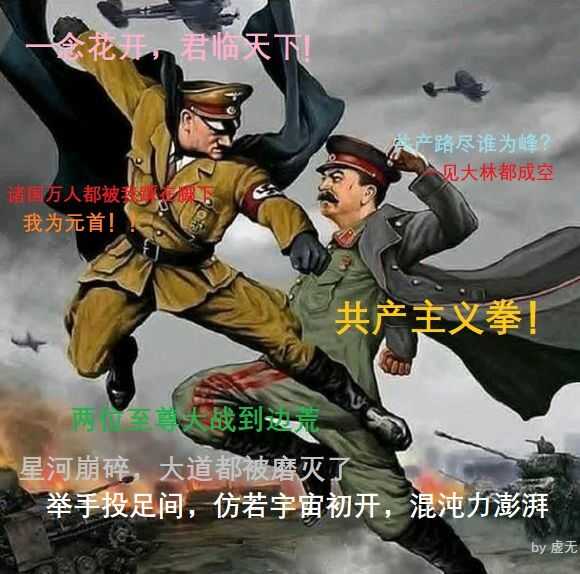 一念花开，君临天下！
共产路尽谁为峰？
一见大林都成空
诸国万人都被我踩在脚下
我为元首！！
共产主义拳！
两位至尊大战到边荒
星河崩碎，大道都被磨灭了
举手投足间，仿若宇宙初开，混沌力澎湃
by 虚无